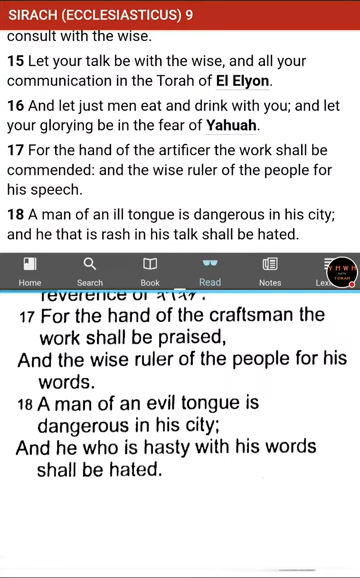 SIRACH (ECCLESIASTICUS) 9
consult with the wise.
15 Let your talk be with the wise, and all your
communication in the Torah of El Elyon.
16 And let just men eat and drink with you; and let
your glorying be in the fear of Yahuah.
17 For the hand of the artificer the work shall be
commended: and the wise ruler of the people for
his speech.
18 A man of an ill tongue is dangerous in his city;
and he that is rash in his talk shall be hated.
Home Search Book Read Notes
reverence of
17 For the hand of the craftsman the
work shall be praised,
And the wise ruler of the people for his
words.
18 A man of an evil tongue is
dangerous in his city;
And he who is hasty with his words
shall be hated.